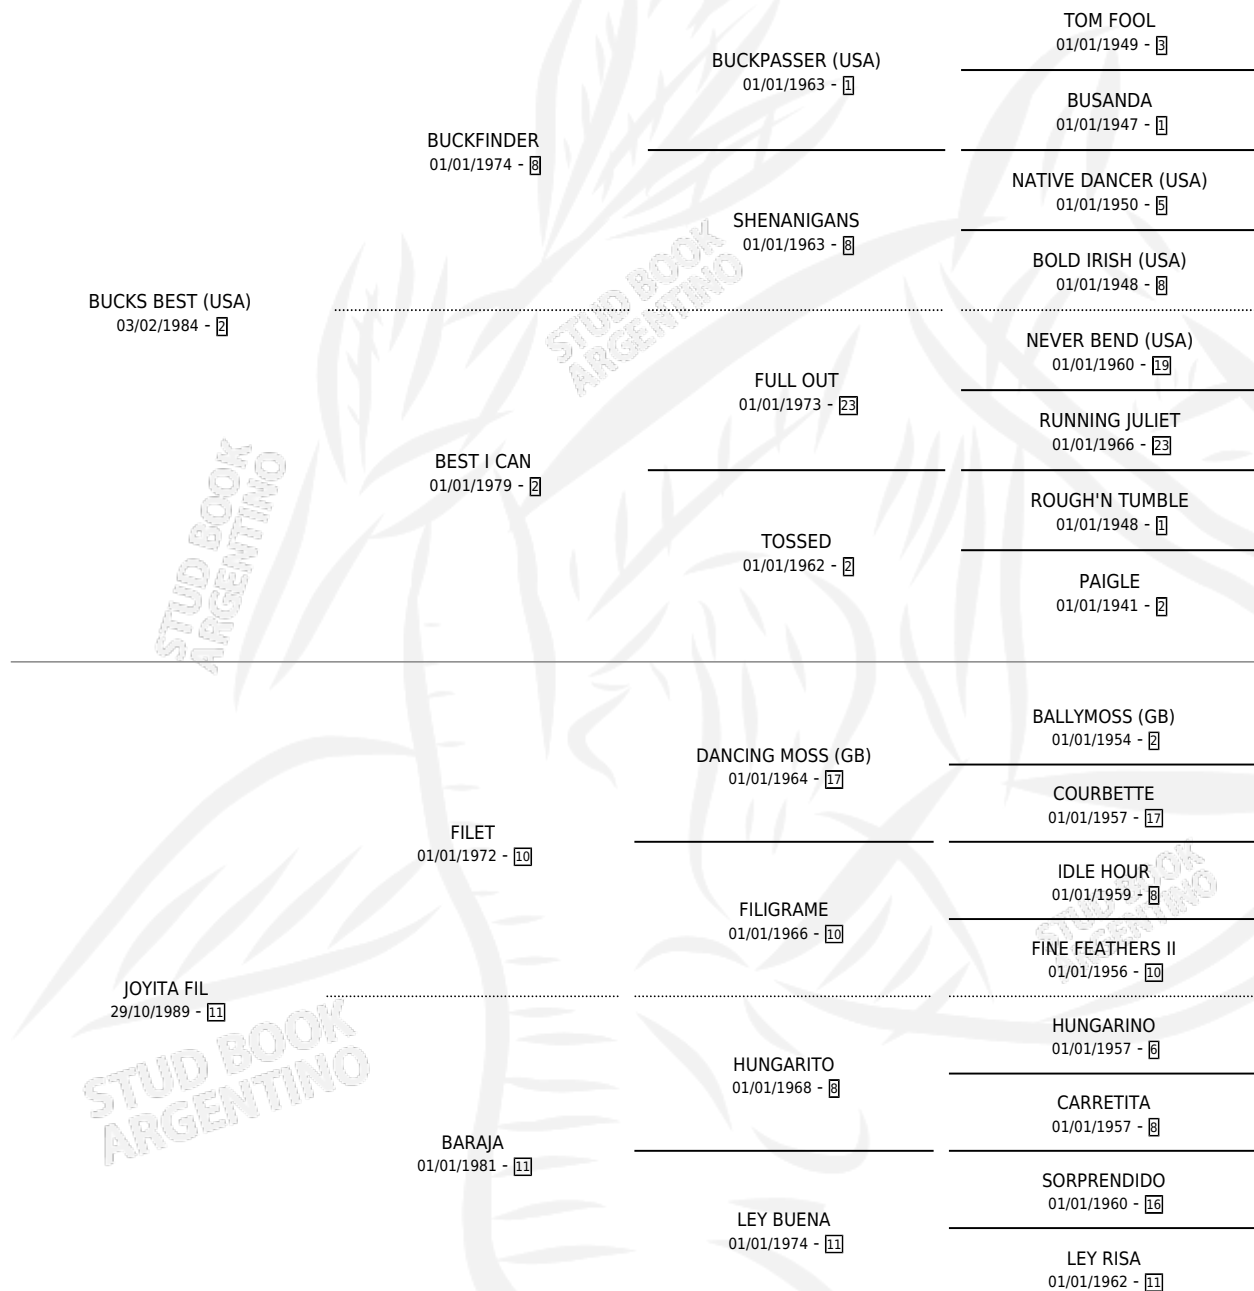 TOM FOOL
01/01/1949 - 3
BUCKPASSER (USA)
01/01/1963 - 1
BUSANDA
01/01/1947 - 1
BUCKFINDER
01/01/1974 - 8
NATIVE DANCER (USA)
01/01/1950 - 5
SHENANIGANS
01/01/1963 - 8
BOLD IRISH (USA)
01/01/1948 - 8
STUD BOOK
ARGENTINO
BUCKS BEST (USA)
03/02/1984 - 2
NEVER BEND (USA)
01/01/1960 - 19
FULL OUT
01/01/1973 - 23
RUNNING JULIET
01/01/1966 - 23
BEST I CAN
01/01/1979 - 2
ROUGH'N TUMBLE
01/01/1948 - 1
TOSSED
01/01/1962 - 2
PAIGLE
01/01/1941 - 2
STUD BOOK
ARGENTINO
BALLYMOSS (GB)
01/01/1954 - 2
DANCING MOSS (GB)
01/01/1964 - 17
COURBETTE
01/01/1957 - 17
FILET
01/01/1972 - 10
IDLE HOUR
01/01/1959 - 8
FILIGRAME
01/01/1966 - 10
FINE FEATHERS II
01/01/1956 - 10
STUD BOOK
ARGENTINO
JOYITA FIL
29/10/1989 - 11
HUNGARINO
01/01/1957 - 6
HUNGARITO
01/01/1968 - 8
CARRETITA
01/01/1957 - 8
STUD BOOK
ARGENTINO
BARAJA
01/01/1981 - 11
SORPRENDIDO
01/01/1960 - 16
LEY BUENA
01/01/1974 - 11
LEY RISA
01/01/1962 - 11